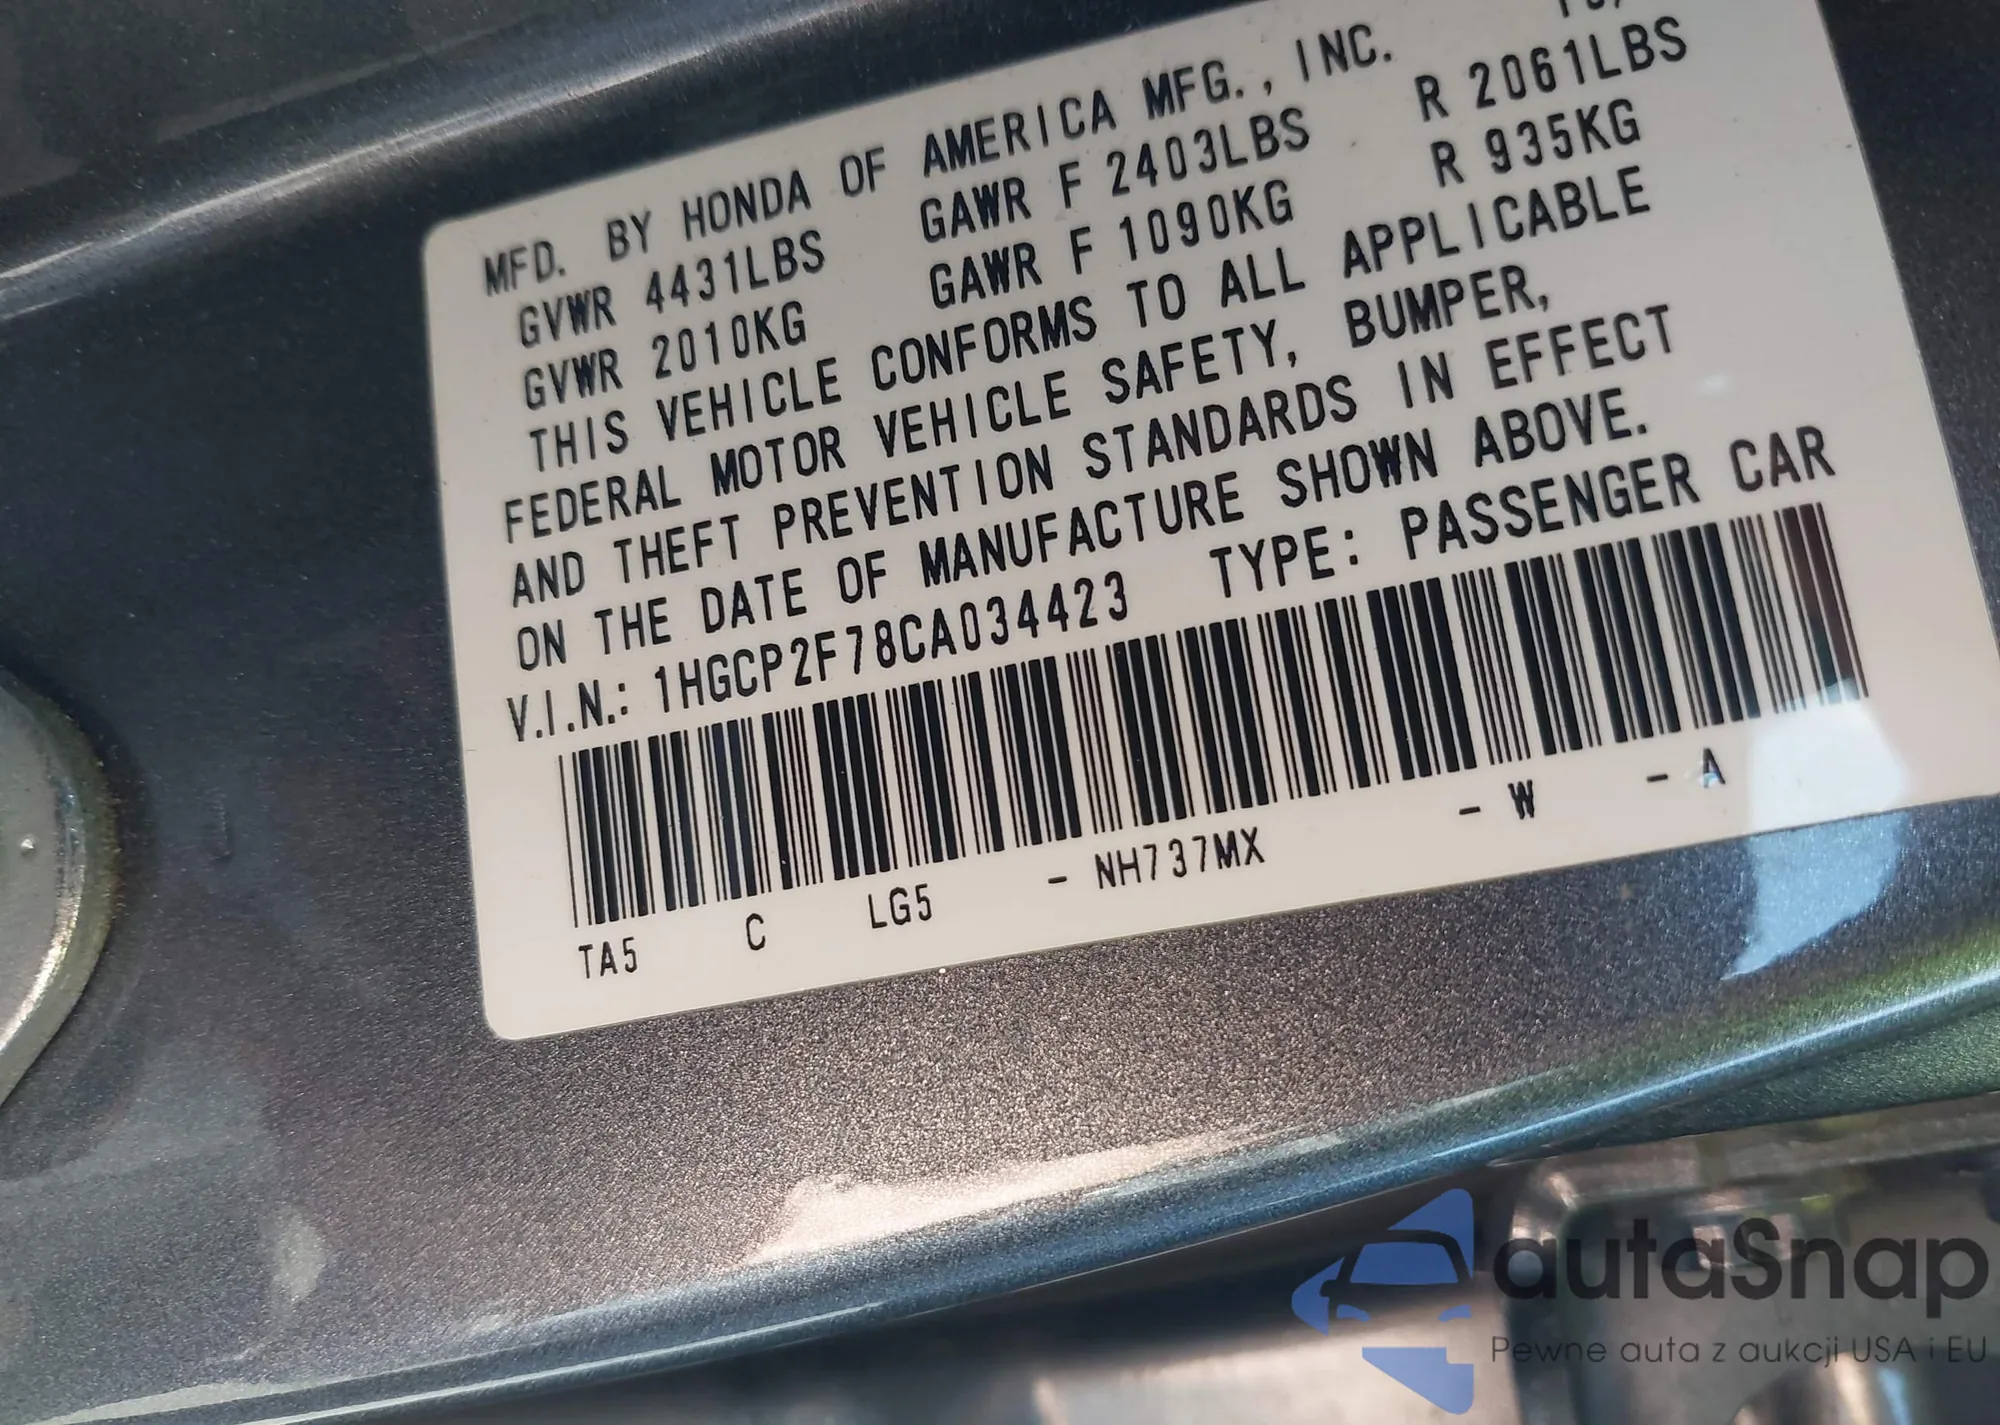 MFD. BY HONDA OF AMERICA MFG., INC.
GVWR 4431LBS GAWR F 2403LBS R 2061LBS
GVWR 2010KG GAWR F 1090KG R 935KG
THIS VEHICLE CONFORMS TO ALL APPLICABLE
FEDERAL MOTOR VEHICLE SAFETY, BUMPER,
AND THEFT PREVENTION STANDARDS IN EFFECT
ON THE DATE OF MANUFACTURE SHOWN ABOVE.
V.I.N.: 1HGCP2F78CA034423 TYPE: PASSENGER CAR
TA5 C LG5 - NH737MX - W - A
autaSnap
Pewne auta z aukcji USA i EU